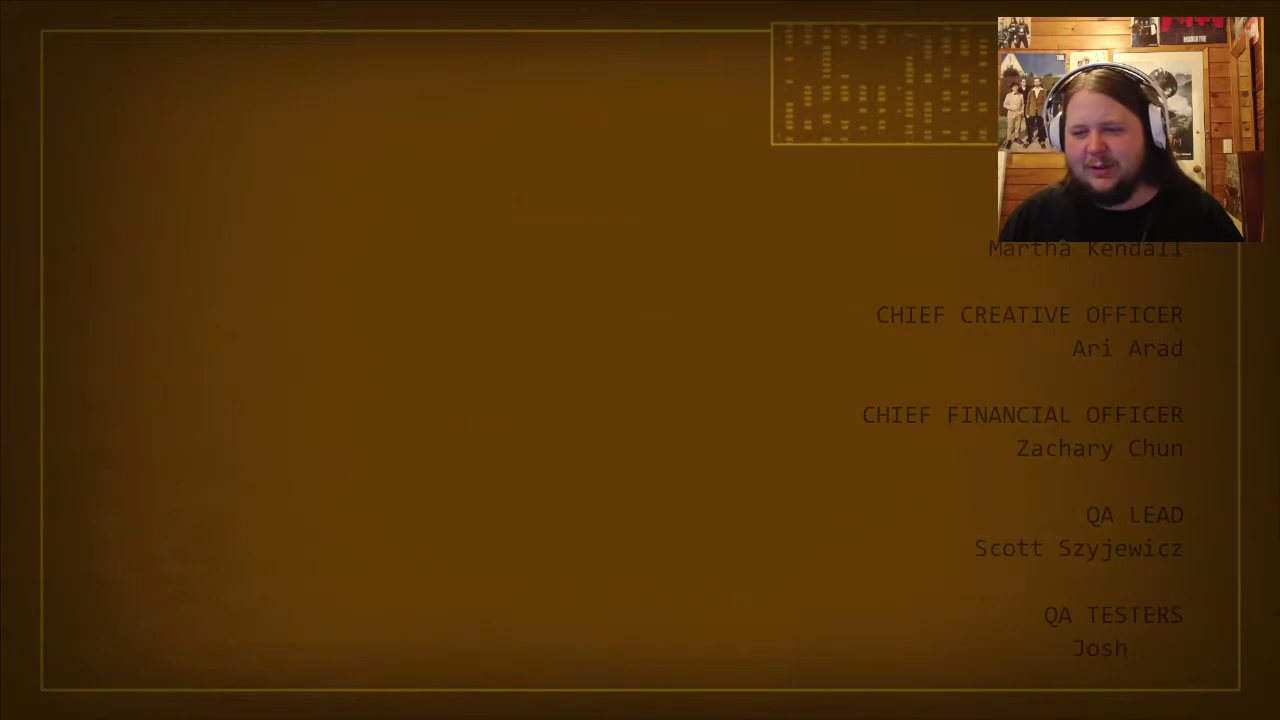 Martha Kendall
CHIEF CREATIVE OFFICER
Ari Arad
CHIEF FINANCIAL OFFICER
Zachary Chun
QA LEAD
Scott Szyjewicz
QA TESTERS
Josh